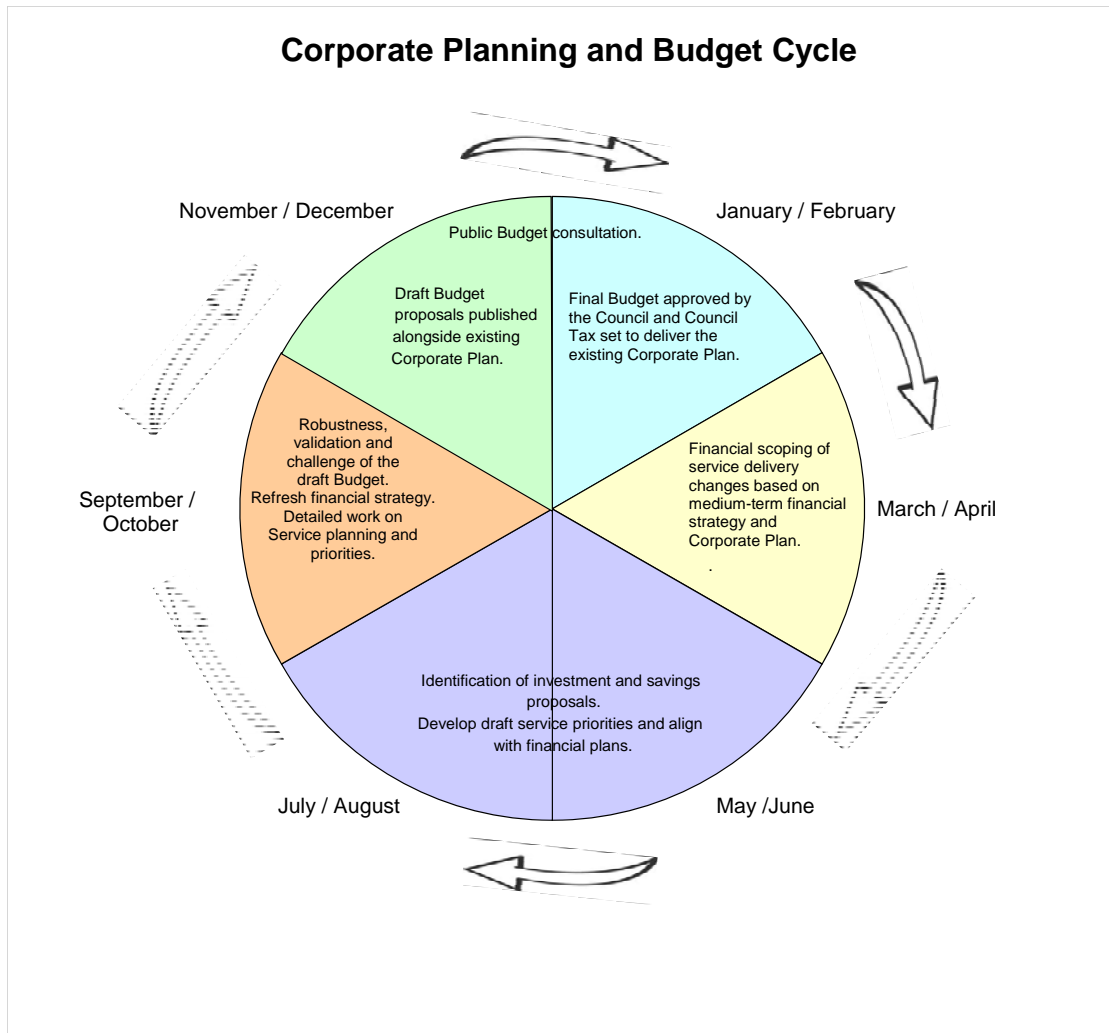 Corporate Planning and Budget Cycle
November / December
January / February
Public Budget consultation.
Draft Budget
proposals published
alongside existing
Corporate Plan.
Final Budget approved by
the Council and Council
Tax set to deliver the
existing Corporate Plan.
Robustness,
validation and
challenge of the
draft Budget.
Refresh financial strategy.
Detailed work on
Service planning and
priorities.
Financial scoping of
service delivery
changes based on
medium-term financial
strategy and
Corporate Plan.
.
September /
October
March / April
Identification of investment and savings
proposals.
Develop draft service priorities and align
with financial plans.
July / August
May /June